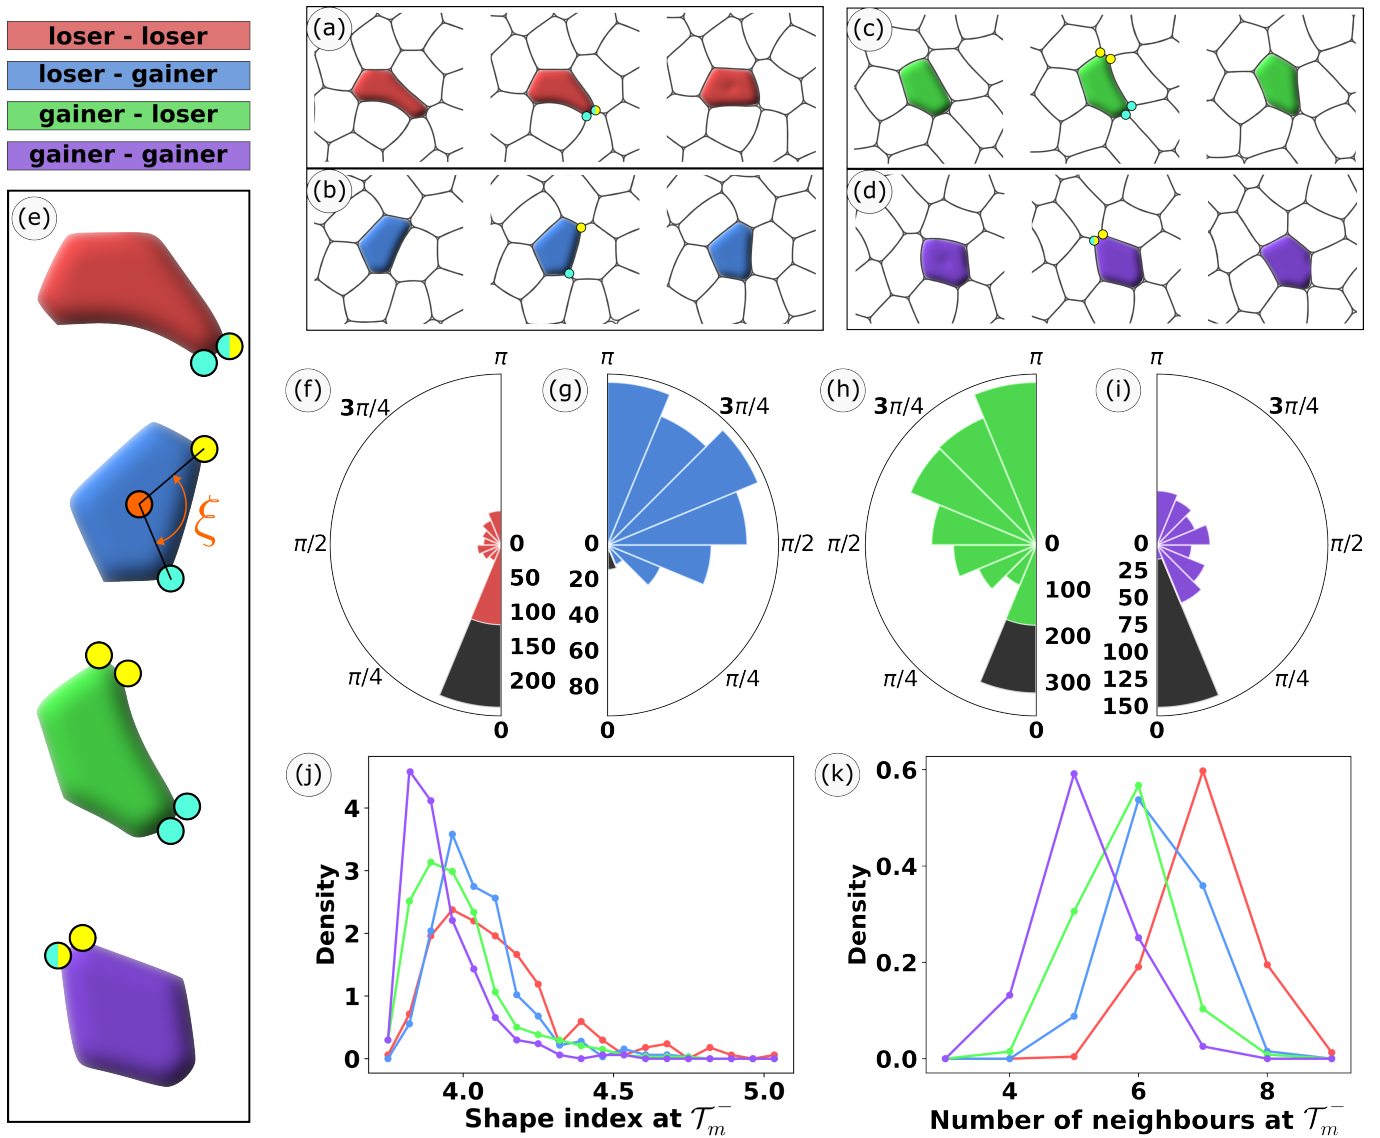 loser - loser
loser - gainer
gainer - loser
gainer - gainer
(a)
(b)
(c)
(d)
(e)
ξ
(f)
π
3π/4
π/2
π/4
0
0
50
100
150
200
(g)
π
3π/4
π/2
π/4
0
0
20
40
60
80
(h)
π
3π/4
π/2
π/4
0
0
100
200
300
(i)
π
3π/4
π/2
π/4
0
0
25
50
75
100
125
150
(j)
Density
4
3
2
1
0
4.0 4.5 5.0
Shape index at 𝒯ₘ⁻
(k)
Density
0.6
0.4
0.2
0.0
4 6 8
Number of neighbours at 𝒯ₘ⁻